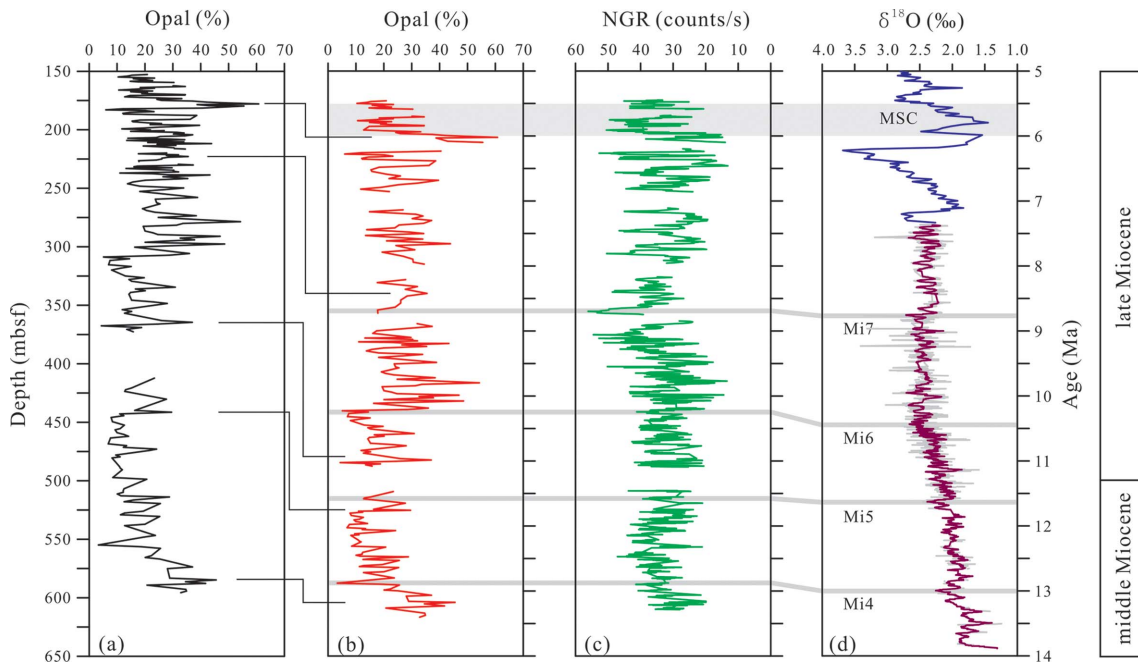 Opal (%)
Opal (%)
NGR (counts/s)
δ18O (‰)
0 10 20 30 40 50 60 70
0 10 20 30 40 50 60 70
60 50 40 30 20 10 0
4.0 3.5 3.0 2.5 2.0 1.5 1.0
150
200
250
300
350
400
450
500
550
600
650
Depth (mbsf)
(a)
(b)
(c)
(d)
MSC
Mi7
Mi6
Mi5
Mi4
5
6
7
8
9
10
11
12
13
14
Age (Ma)
late Miocene
middle Miocene